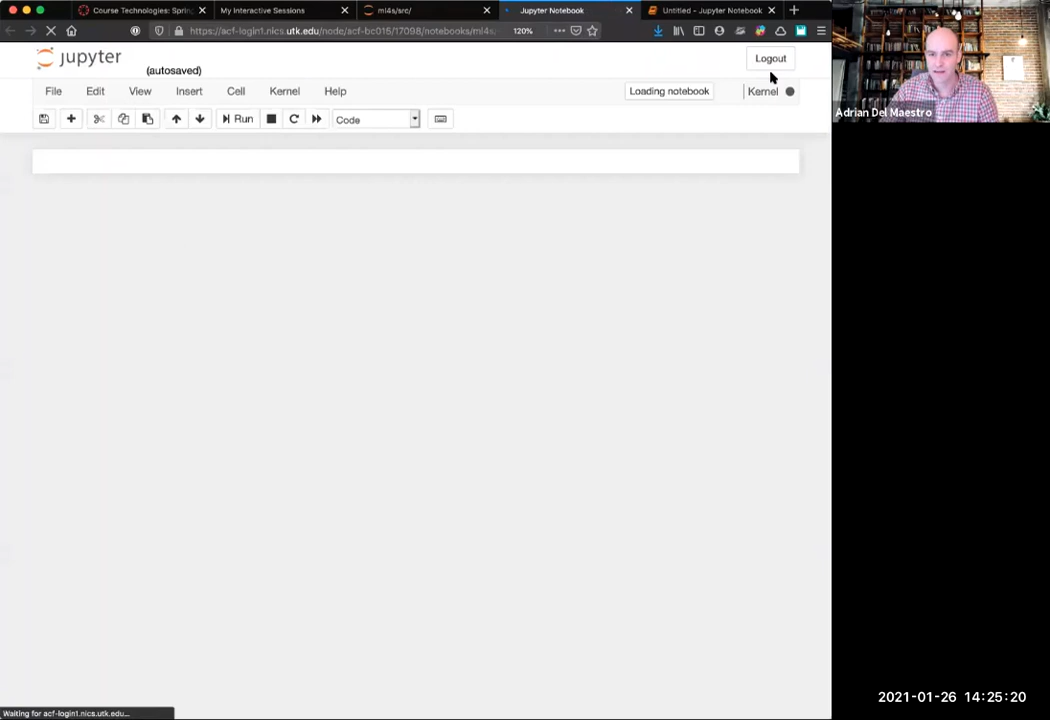 Course Technologies: Sprin
My Interactive Sessions
ml4s/src/
Jupyter Notebook
Untitled - Jupyter Notebook
https://acf-login1.nics.utk.edu/node/acf-bc015/17098/notebooks/ml4s
120%
jupyter
(autosaved)
Logout
File Edit View Insert Cell Kernel Help
Loading notebook
Kernel
Run
Code
Waiting for acf-login1.nics.utk.edu...
Adrian Del Maestro
2021-01-26 14:25:20